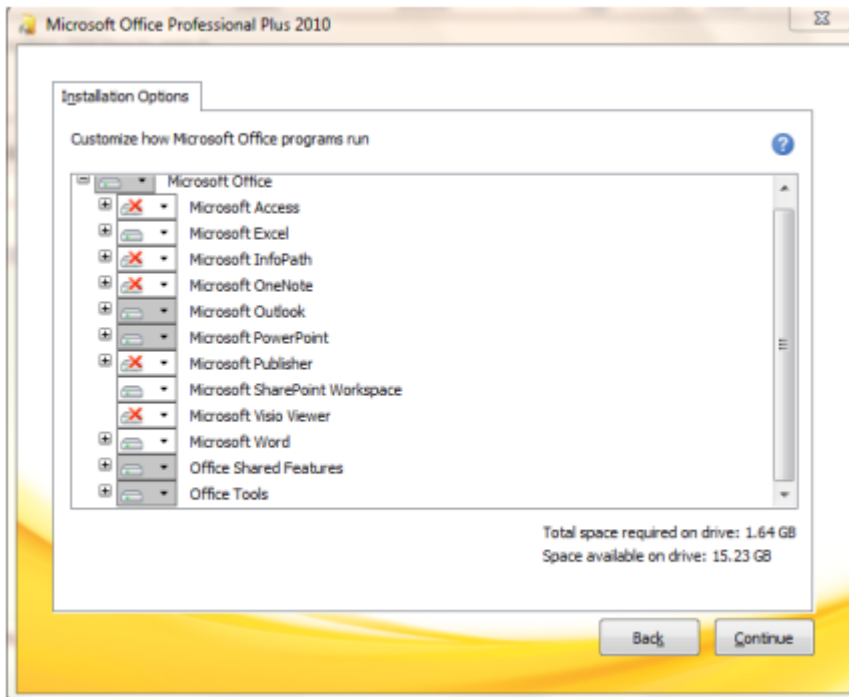 Microsoft Office Professional Plus 2010
Installation Options
Customize how Microsoft Office programs run
Microsoft Office
Microsoft Access
Microsoft Excel
Microsoft InfoPath
Microsoft OneNote
Microsoft Outlook
Microsoft PowerPoint
Microsoft Publisher
Microsoft SharePoint Workspace
Microsoft Visio Viewer
Microsoft Word
Office Shared Features
Office Tools
Total space required on drive: 1.64 GB
Space available on drive: 15.23 GB
Back Continue